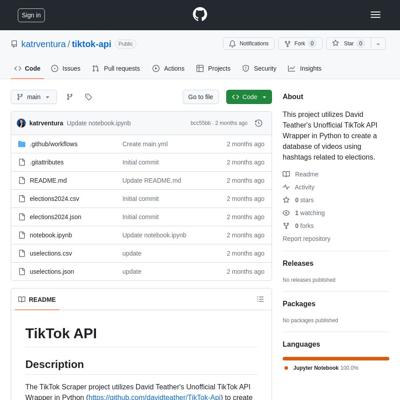 Sign in
katrventura / tiktok-api Public
Notifications Fork 0 Star 0
Code Issues Pull requests Actions Projects Security Insights
main Go to file Code
katrventura Update notebook.ipynb bcc55bb · 2 months ago
.github/workflows Create main.yml 2 months ago
.gitattributes Initial commit 2 months ago
README.md Update README.md 2 months ago
elections2024.csv Initial commit 2 months ago
elections2024.json Initial commit 2 months ago
notebook.ipynb Update notebook.ipynb 2 months ago
uselections.csv update 2 months ago
uselections.json update 2 months ago
README
TikTok API
Description
The TikTok Scraper project utilizes David Teather's Unofficial TikTok API
Wrapper in Python (https://github.com/davidteather/TikTok-Api) to create
About
This project utilizes David
Teather's Unofficial TikTok API
Wrapper in Python to create a
database of videos using
hashtags related to elections.
Readme
Activity
0 stars
1 watching
0 forks
Report repository
Releases
No releases published
Packages
No packages published
Languages
Jupyter Notebook 100.0%